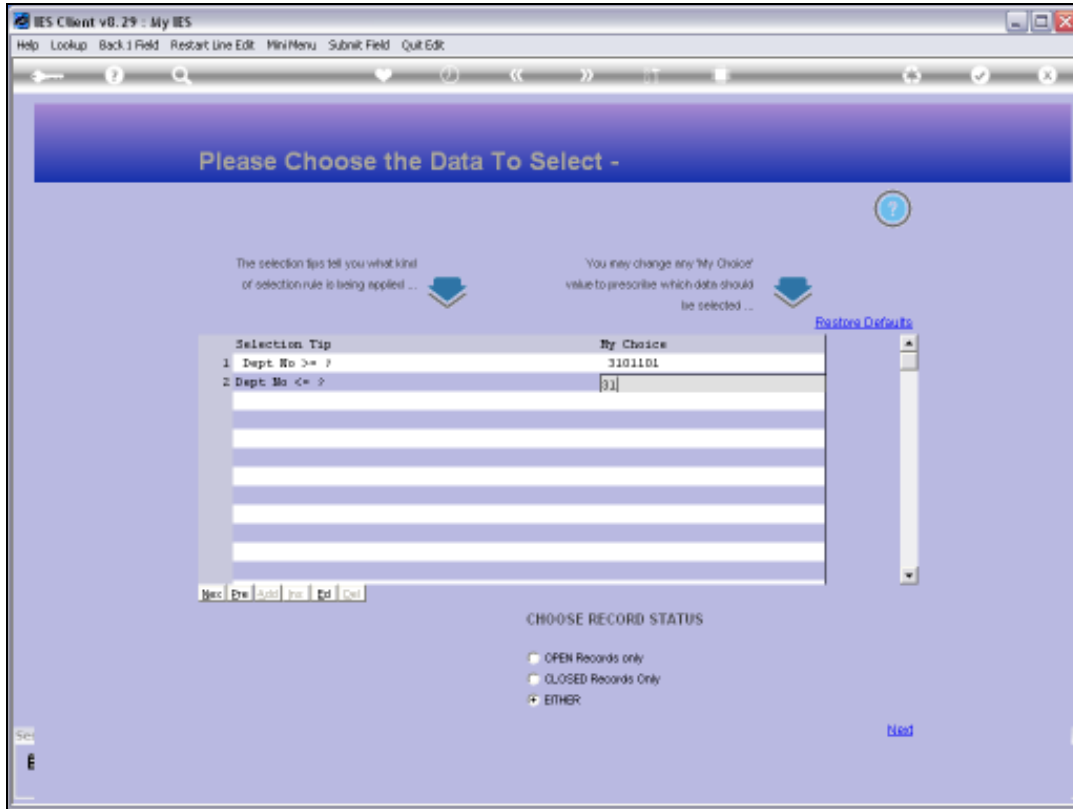 IES Client v8.29 : My IES
Help Lookup Back 1 Field Restart Line Edit MiniMenu Submit Field Quit Edit
Please Choose the Data To Select -
The selection tips tell you what kind
of selection rule is being applied ...
You may change any 'My Choice'
value to prescribe which data should
be selected ...
Restore Defaults
Selection Tip My Choice
1 Dept No >= ? 3101101
2 Dept No <= ? 31
Nex Pre Add Ins Ed Del
CHOOSE RECORD STATUS
OPEN Records only
CLOSED Records Only
EITHER
Next